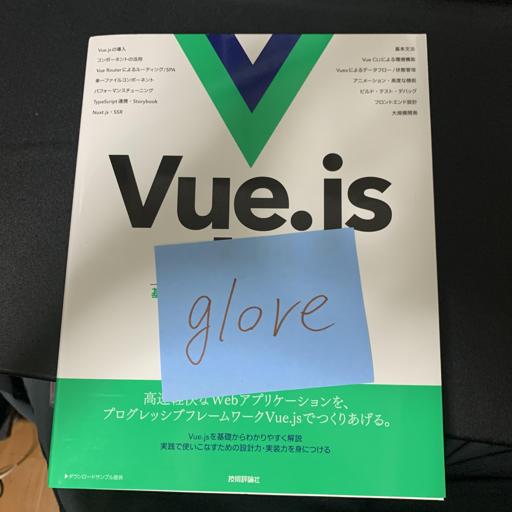 Vue.jsの導入
コンポーネントの活用
Vue Routerによるルーティング/SPA
単一ファイルコンポーネント
パフォーマンスチューニング
TypeScript連携・Storybook
Nuxt.js・SSR
基本文法
Vue CLIによる環境構築
Vuexによるデータフロー/状態管理
アニメーション・高度な機能
ビルド・テスト・デバッグ
フロントエンド設計
大規模開発
Vue.js
glove
高速・軽快なWebアプリケーションを、
プログレッシブフレームワークVue.jsでつくりあげる。
Vue.jsを基礎からわかりやすく解説
実践で使いこなすための設計力・実装力を身につける
▶ダウンロードサンプル提供
技術評論社